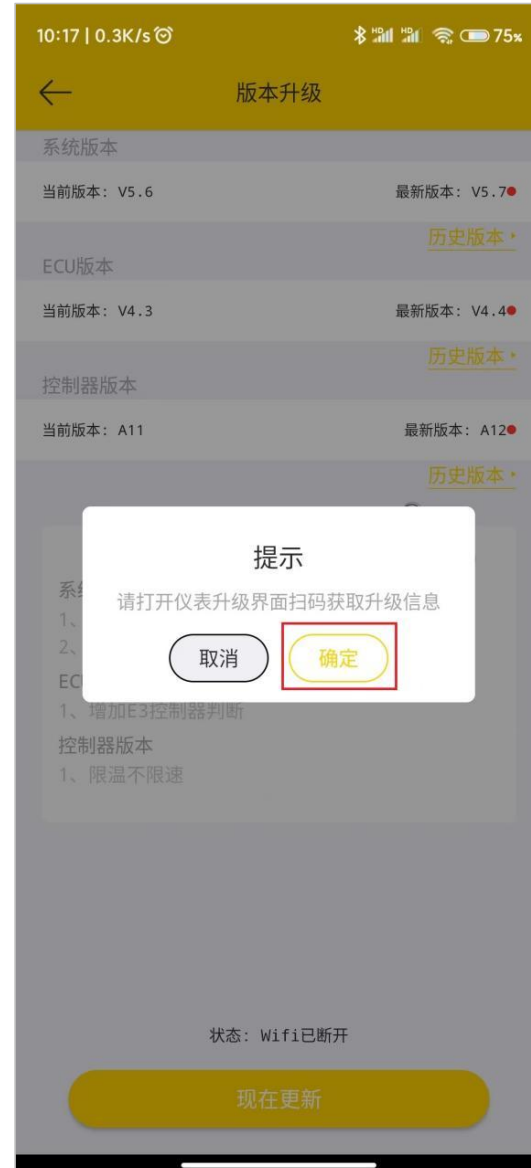 10:17 | 0.3K/s 75%
版本升级
系统版本
当前版本: V5.6 最新版本: V5.7
历史版本
ECU版本
当前版本: V4.3 最新版本: V4.4
历史版本
控制器版本
当前版本: A11 最新版本: A12
历史版本
提示
请打开仪表升级界面扫码获取升级信息
取消 确定
系
1、
2、
EC
1、增加E3控制器判断
控制器版本
1、限温不限速
状态: Wifi已断开
现在更新